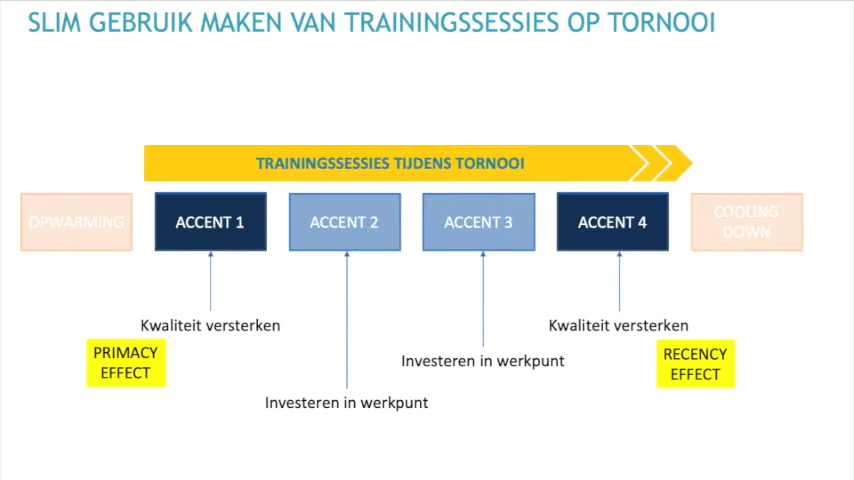 SLIM GEBRUIK MAKEN VAN TRAININGSSESSIES OP TORNOOI
TRAININGSSESSIES TIJDENS TORNOOI
OPWARMING
ACCENT 1
ACCENT 2
ACCENT 3
ACCENT 4
COOLING
DOWN
Kwaliteit versterken
Kwaliteit versterken
PRIMACY
EFFECT
RECENCY
EFFECT
Investeren in werkpunt
Investeren in werkpunt